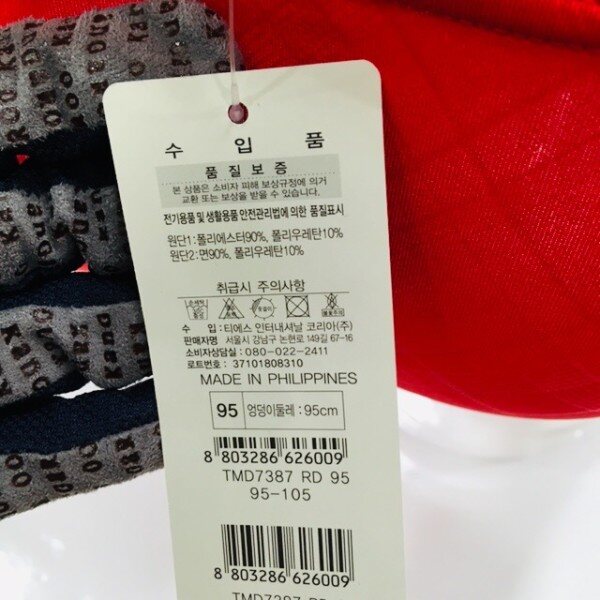 수 입 품
품 질 보 증
본 상품은 소비자 피해 보상규정에 의거
교환 또는 보상을 받을 수 있습니다.
전기용품 및 생활용품 안전관리법에 의한 품질표시
원단1 : 폴리에스터90%, 폴리우레탄10%
원단2 : 면90%, 폴리우레탄10%
취급시 주의사항
수 입 : 티에스 인터내셔날 코리아(주)
판매자명 : 서울시 강남구 논현로 149길 67-16
소비자상담실 : 080-022-2411
로트번호 : 37101808310
MADE IN PHILIPPINES
95 엉덩이둘레 : 95cm
8 803286 626009
TMD7387 RD 95
95-105
8 803286 626009